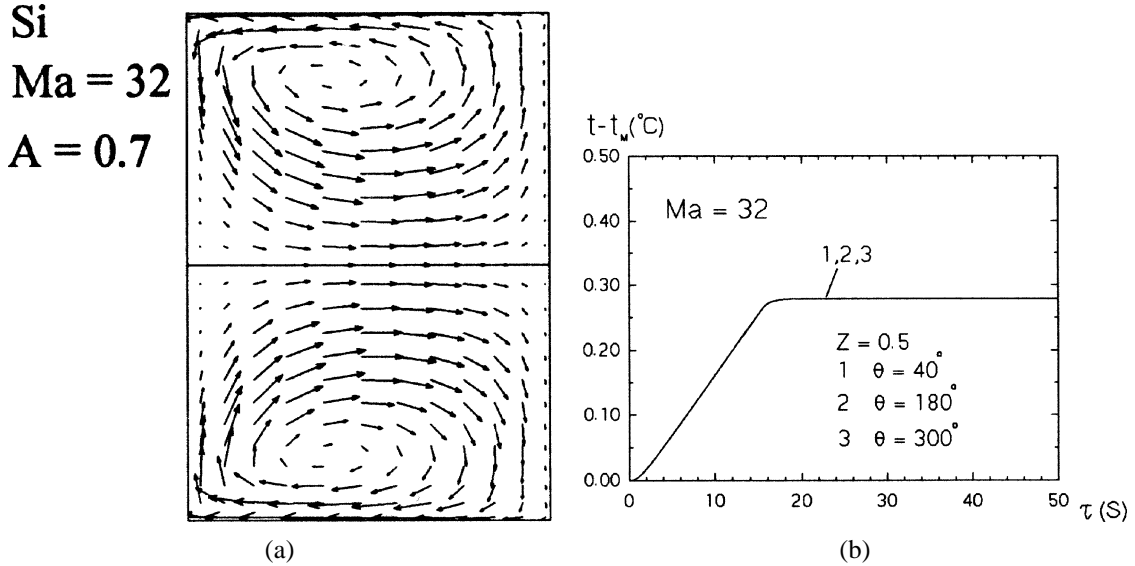 Si
Ma = 32
A = 0.7
(a)
t-tₘ(°C)
0.50
0.40
0.30
0.20
0.10
0.00
Ma = 32
1,2,3
Z = 0.5
1 θ = 40°
2 θ = 180°
3 θ = 300°
0 10 20 30 40 50
τ (S)
(b)